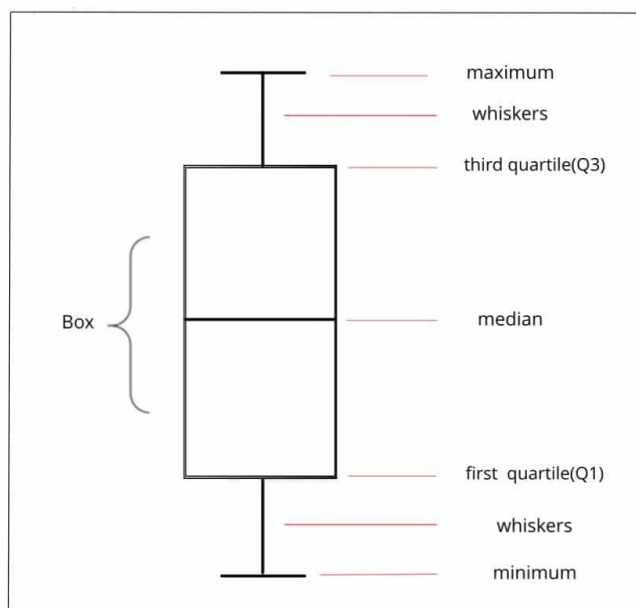 maximum
whiskers
third quartile(Q3)
Box
median
first quartile(Q1)
whiskers
minimum